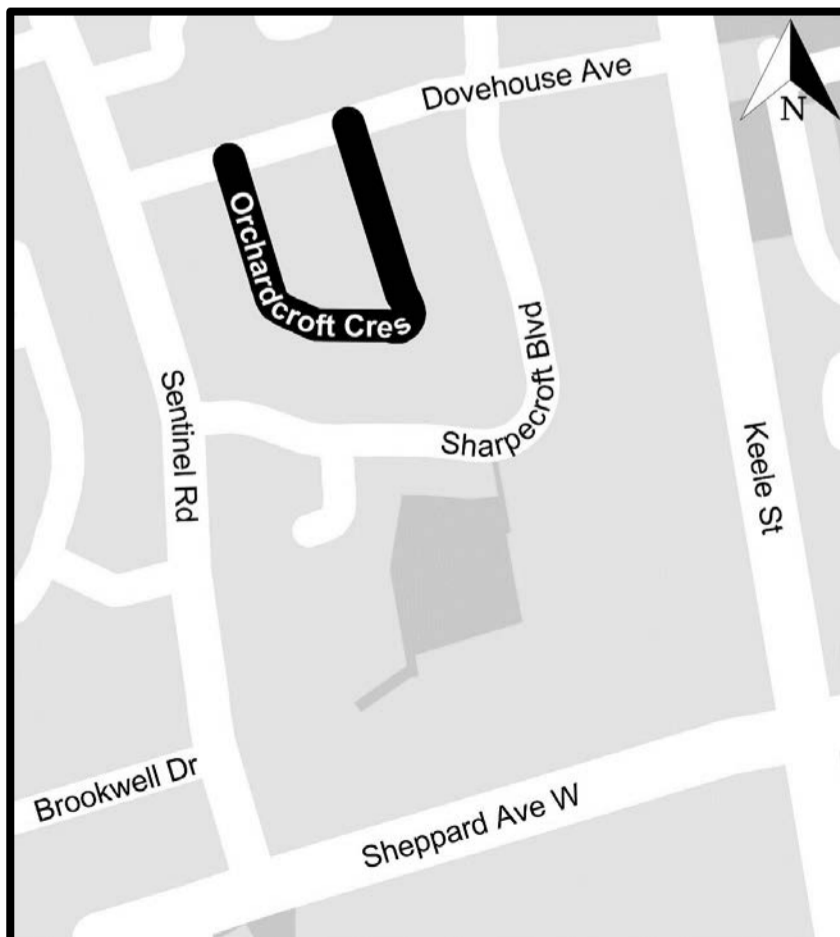 Dovehouse Ave
N
Orchardcroft Cres
Sharpecroft Blvd
Sentinel Rd
Keele St
Brookwell Dr
Sheppard Ave W